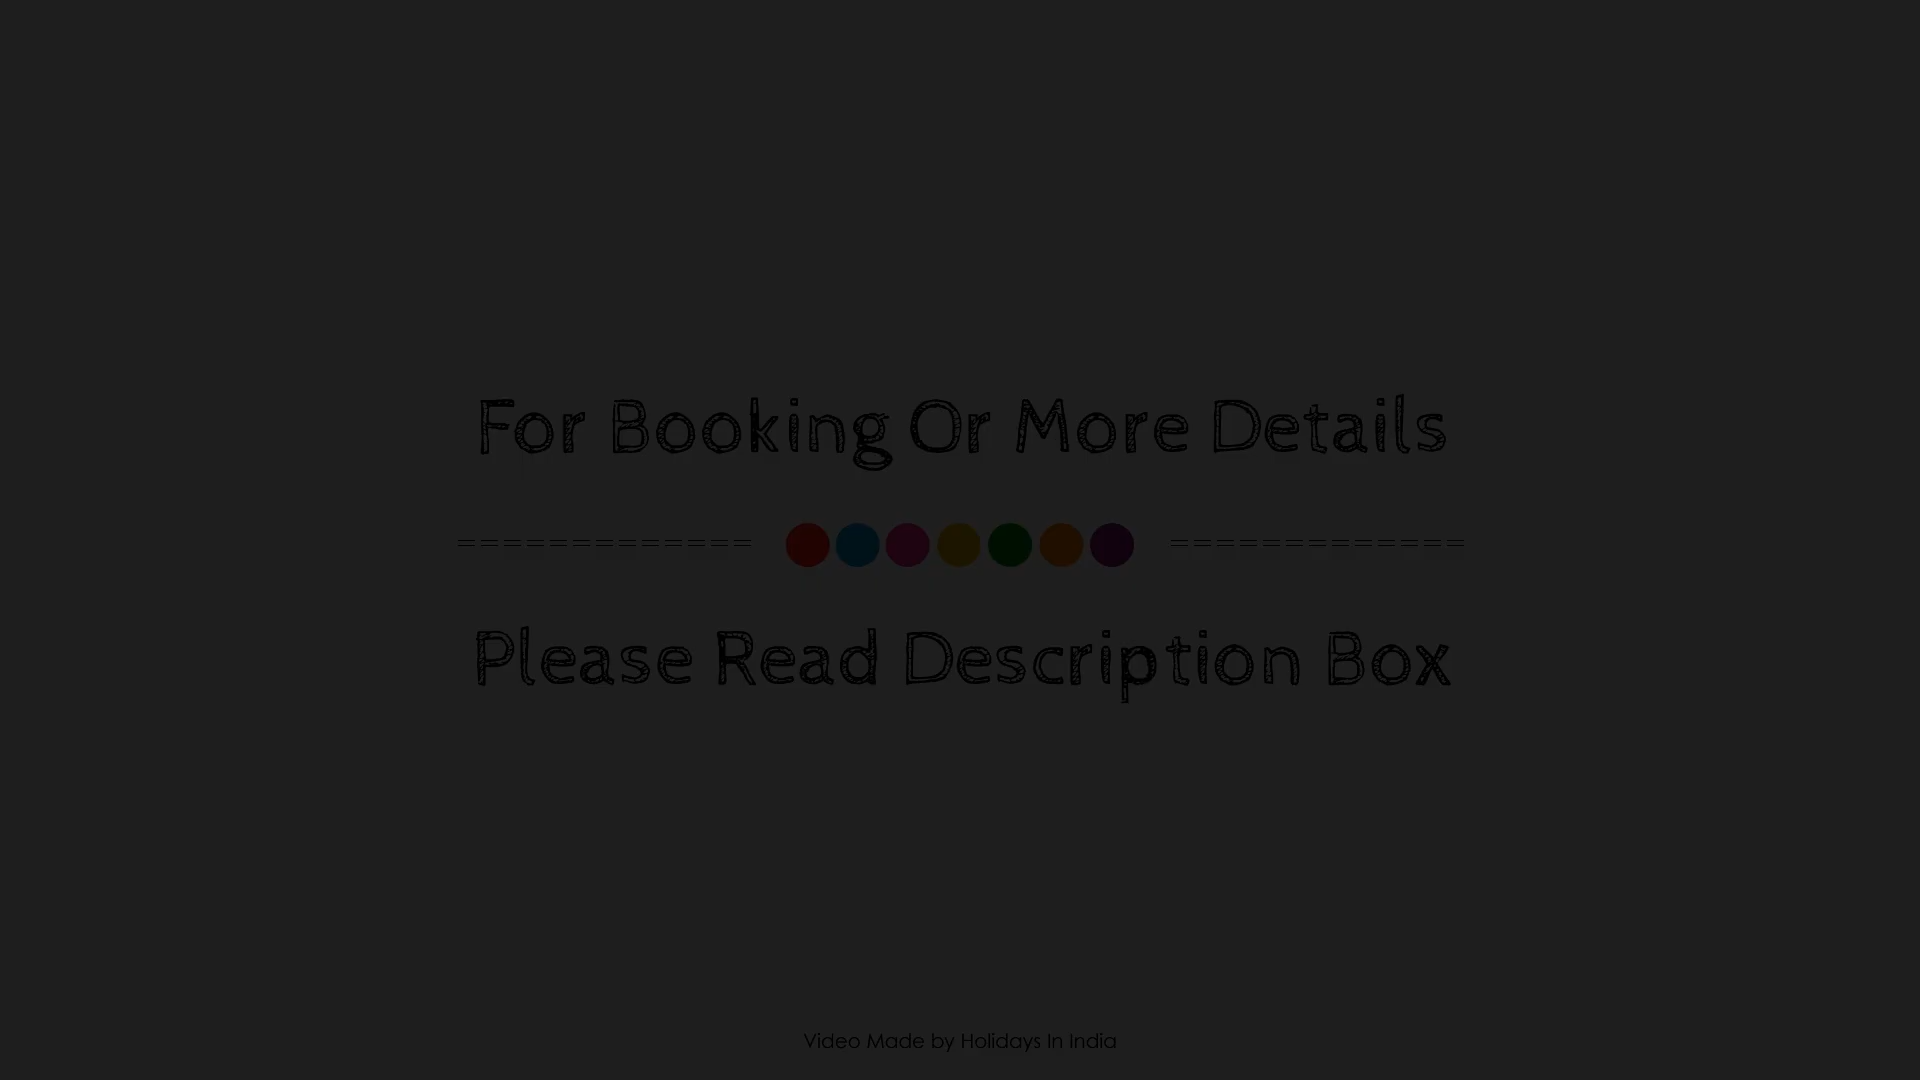 For Booking Or More Details
============= =============
Please Read Description Box
Video Made by Holidays In India